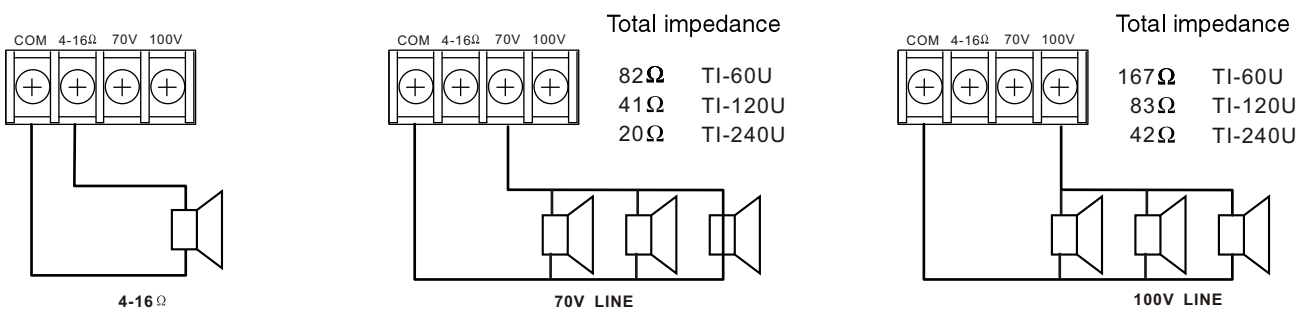 COM 4-16Ω 70V 100V
4-16 Ω
Total impedance
COM 4-16Ω 70V 100V
82Ω TI-60U
41Ω TI-120U
20Ω TI-240U
70V LINE
Total impedance
COM 4-16Ω 70V 100V
167Ω TI-60U
83Ω TI-120U
42Ω TI-240U
100V LINE